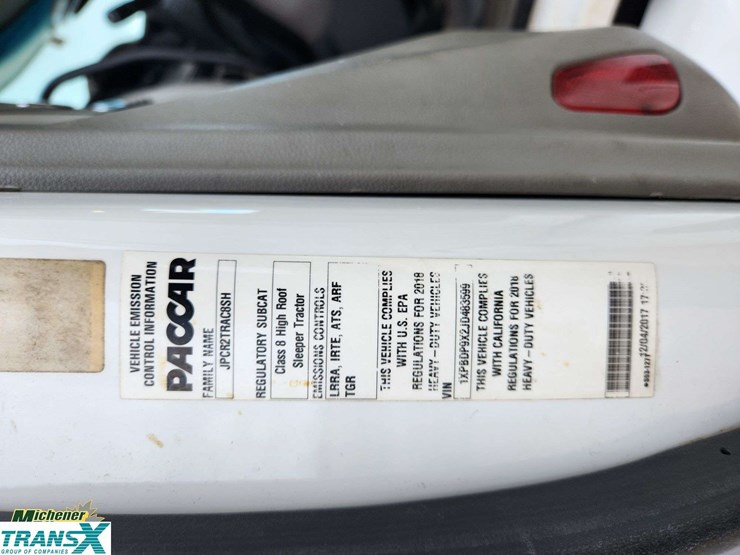 VEHICLE EMISSION
CONTROL INFORMATION
PACCAR
FAMILY NAME
JPCR2TRAC8SH
REGULATORY SUBCAT
Class 8 High Roof
Sleeper Tractor
EMISSIONS CONTROLS
LRRA, IRTE, ATS, ARF
TGR
THIS VEHICLE COMPLIES
WITH U.S. EPA
REGULATIONS FOR 2018
HEAVY-DUTY VEHICLES
VIN
1XPBDP9X2JD483599
THIS VEHICLE COMPLIES
WITH CALIFORNIA
REGULATIONS FOR 2018
HEAVY-DUTY VEHICLES
12/04/2017
Michener
TRANSX
GROUP OF COMPANIES